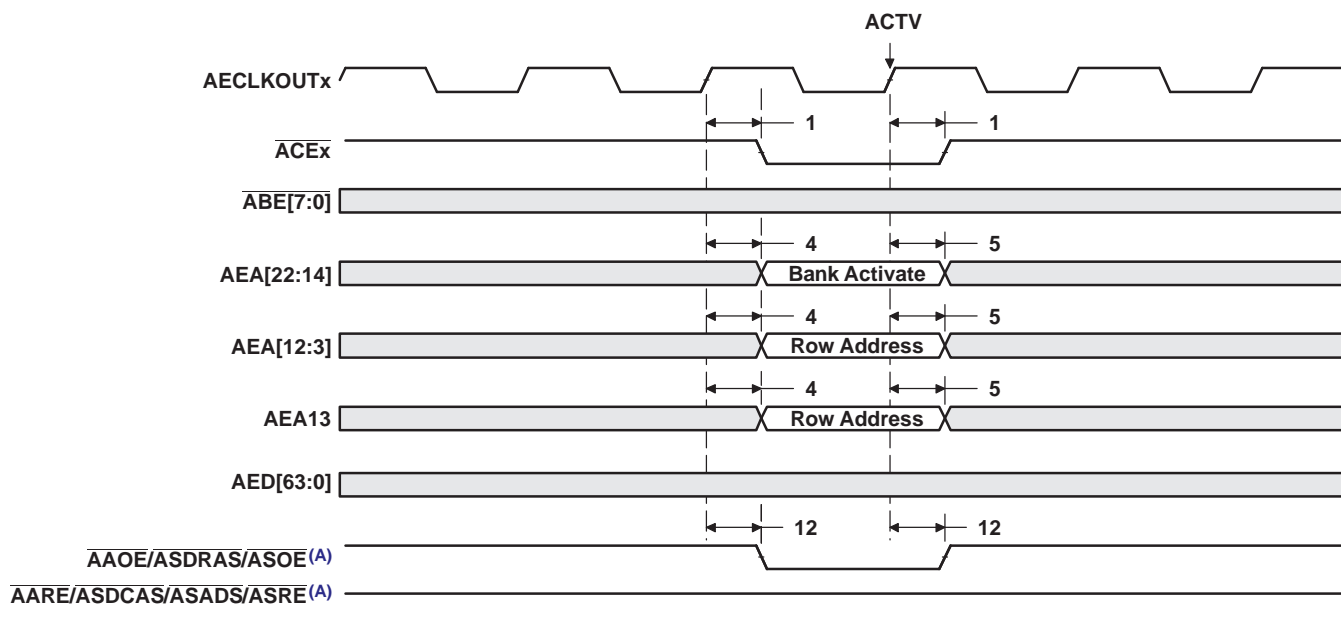 ACTV
AECLKOUTx
1 1
ACEx
ABE[7:0]
4 5
AEA[22:14] Bank Activate
4 5
AEA[12:3] Row Address
4 5
AEA13 Row Address
AED[63:0]
12 12
AAOE/ASDRAS/ASOE(A)
AARE/ASDCAS/ASADS/ASRE(A)